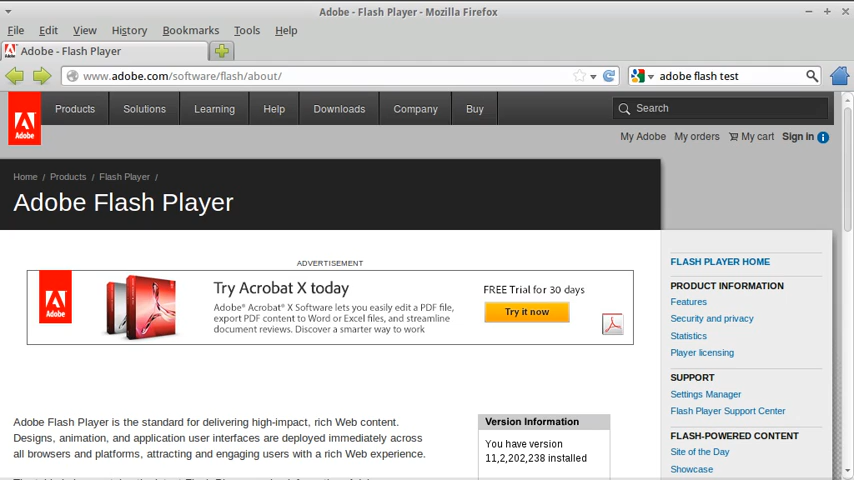 Adobe - Flash Player - Mozilla Firefox
File Edit View History Bookmarks Tools Help
Adobe - Flash Player
www.adobe.com/software/flash/about/
adobe flash test
Products Solutions Learning Help Downloads Company Buy
Search
Adobe
My Adobe My orders My cart Sign in
Home / Products / Flash Player /
Adobe Flash Player
ADVERTISEMENT
Adobe
Try Acrobat X today
Adobe® Acrobat® X Software lets you easily edit a PDF file,
export PDF content to Word or Excel files, and streamline
document reviews. Discover a smarter way to work
FREE Trial for 30 days
Try it now
Adobe Flash Player is the standard for delivering high-impact, rich Web content.
Designs, animation, and application user interfaces are deployed immediately across
all browsers and platforms, attracting and engaging users with a rich Web experience.
Version Information
You have version
11,2,202,238 installed
FLASH PLAYER HOME
PRODUCT INFORMATION
Features
Security and privacy
Statistics
Player licensing
SUPPORT
Settings Manager
Flash Player Support Center
FLASH-POWERED CONTENT
Site of the Day
Showcase